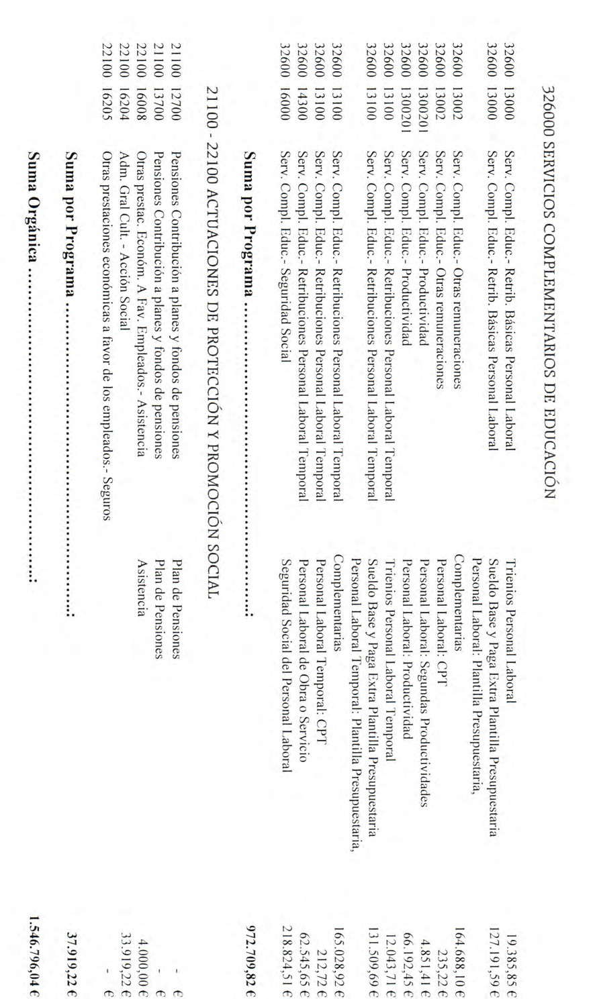 326000 SERVICIOS COMPLEMENTARIOS DE EDUCACIÓN
32600 13000 Serv. Compl. Educ.- Retrib. Básicas Personal Laboral Trienios Personal Laboral 19.385,85 €
32600 13000 Serv. Compl. Educ.- Retrib. Básicas Personal Laboral Sueldo Base y Paga Extra Plantilla Presupuestaria 127.191,59 €
Personal Laboral: Plantilla Presupuestaria,
32600 13002 Serv. Compl. Educ.- Otras remuneraciones Complementarias 164.688,10 €
32600 13002 Serv. Compl. Educ.- Otras remuneraciones Personal Laboral: CPT 235,22 €
32600 1300201 Serv. Compl. Educ.- Productividad Personal Laboral: Segundas Productividades 4.851,41 €
32600 1300201 Serv. Compl. Educ.- Productividad Personal Laboral: Productividad 66.192,45 €
32600 13100 Serv. Compl. Educ.- Retribuciones Personal Laboral Temporal Trienios Personal Laboral Temporal 12.043,71 €
32600 13100 Serv. Compl. Educ.- Retribuciones Personal Laboral Temporal Sueldo Base y Paga Extra Plantilla Presupuestaria 131.509,69 €
Personal Laboral Temporal: Plantilla Presupuestaria,
32600 13100 Serv. Compl. Educ.- Retribuciones Personal Laboral Temporal Complementarias 165.028,92 €
32600 13100 Serv. Compl. Educ.- Retribuciones Personal Laboral Temporal Personal Laboral Temporal: CPT 212,72 €
32600 14300 Serv. Compl. Educ.- Retribuciones Personal Laboral Temporal Personal Laboral de Obra o Servicio 62.545,65 €
32600 16000 Serv. Compl. Educ.- Seguridad Social Seguridad Social del Personal Laboral 218.824,51 €
Suma por Programa ..............................................................: 972.709,82 €
21100 - 22100 ACTUACIONES DE PROTECCIÓN Y PROMOCIÓN SOCIAL
21100 12700 Pensiones Contribución a planes y fondos de pensiones Plan de Pensiones - €
21100 13700 Pensiones Contribución a planes y fondos de pensiones Plan de Pensiones - €
22100 16008 Otras prestac. Económ. A Fav. Empleados.- Asistencia Asistencia 4.000,00 €
22100 16204 Adm. Gral Cult. - Acción Social 33.919,22 €
22100 16205 Otras prestaciones económicas a favor de los empleados.- Seguros - €
Suma por Programa ..............................................................: 37.919,22 €
Suma Orgánica ..............................................................: 1.546.796,04 €